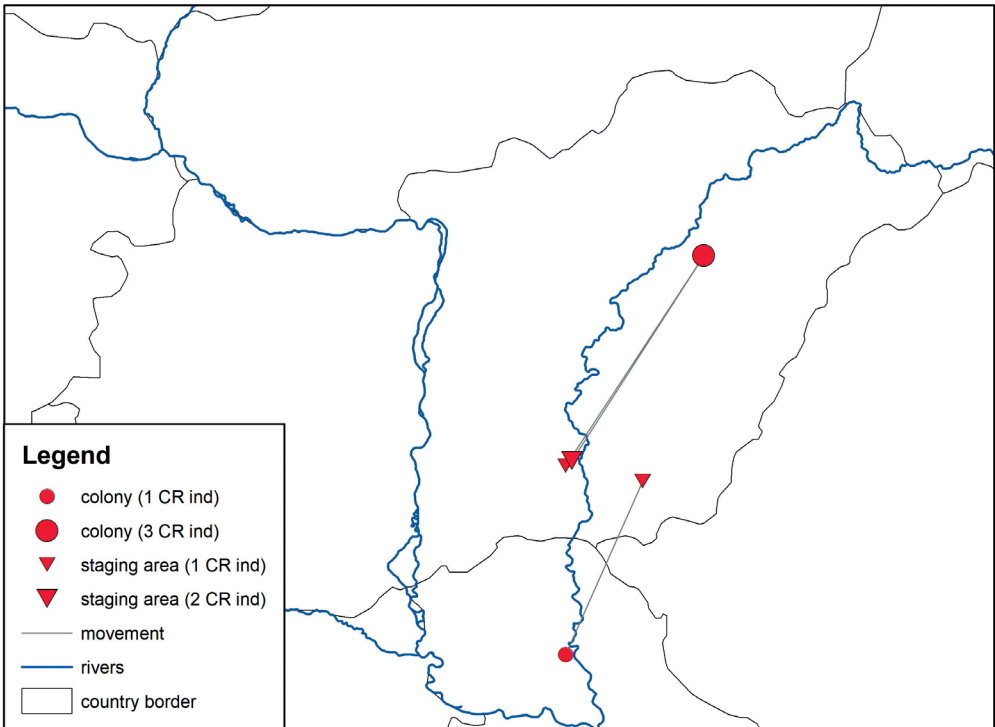 Legend
colony (1 CR ind)
colony (3 CR ind)
staging area (1 CR ind)
staging area (2 CR ind)
movement
rivers
country border